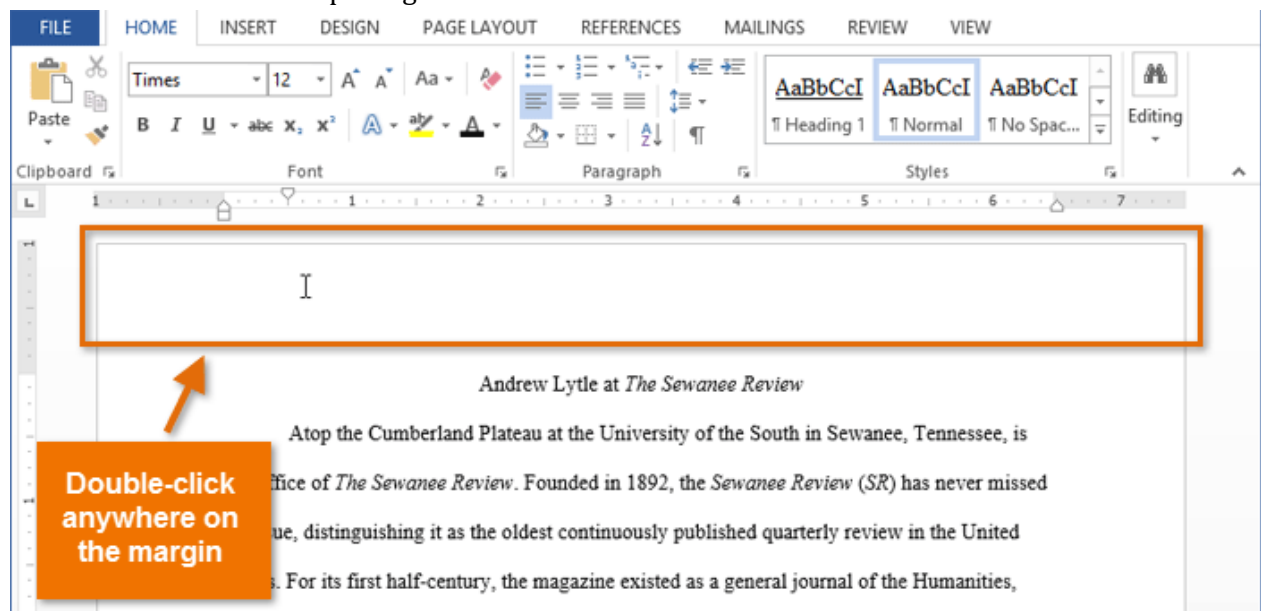 FILE HOME INSERT DESIGN PAGE LAYOUT REFERENCES MAILINGS REVIEW VIEW
Times 12 A A Aa AaBbCcI AaBbCcI AaBbCcI
Paste B I U abc X₂ X² A aby A A Z ¶ ¶ Heading 1 ¶ Normal ¶ No Spac... Editing
Clipboard Font Paragraph Styles
L 1 1 2 3 4 5 6 7
1
Andrew Lytle at The Sewanee Review
Atop the Cumberland Plateau at the University of the South in Sewanee, Tennessee, is
ffice of The Sewanee Review. Founded in 1892, the Sewanee Review (SR) has never missed
ue, distinguishing it as the oldest continuously published quarterly review in the United
s. For its first half-century, the magazine existed as a general journal of the Humanities,
Double-click
anywhere on
the margin